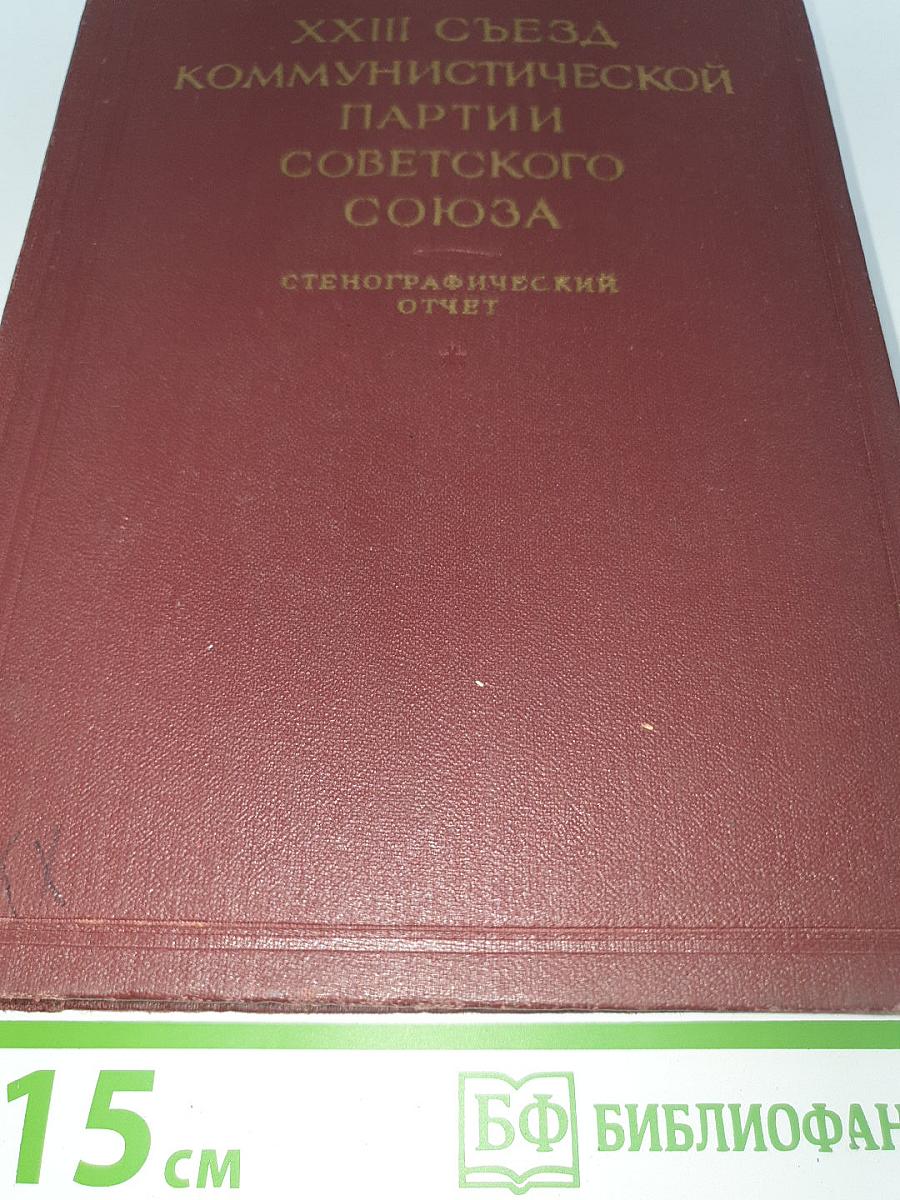 XXIII СЪЕЗД
КОММУНИСТИЧЕСКОЙ
ПАРТИИ
СОВЕТСКОГО
СОЮЗА
СТЕНОГРАФИЧЕСКИЙ
ОТЧЕТ
15 см
БФ БИБЛИОФАН